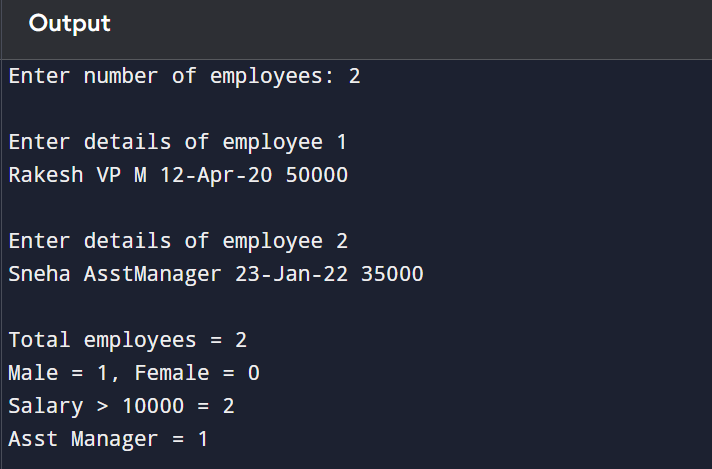 Output
Enter number of employees: 2
Enter details of employee 1
Rakesh VP M 12-Apr-20 50000
Enter details of employee 2
Sneha AsstManager 23-Jan-22 35000
Total employees = 2
Male = 1, Female = 0
Salary > 10000 = 2
Asst Manager = 1